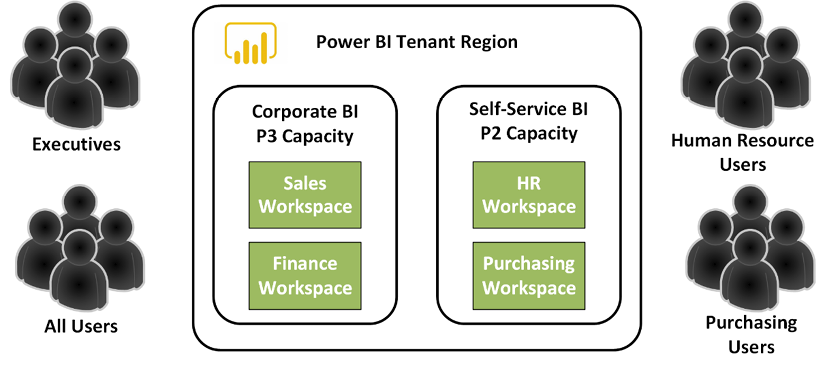 Power BI Tenant Region
Executives
All Users
Corporate BI
P3 Capacity
Sales
Workspace
Finance
Workspace
Self-Service BI
P2 Capacity
HR
Workspace
Purchasing
Workspace
Human Resource
Users
Purchasing
Users